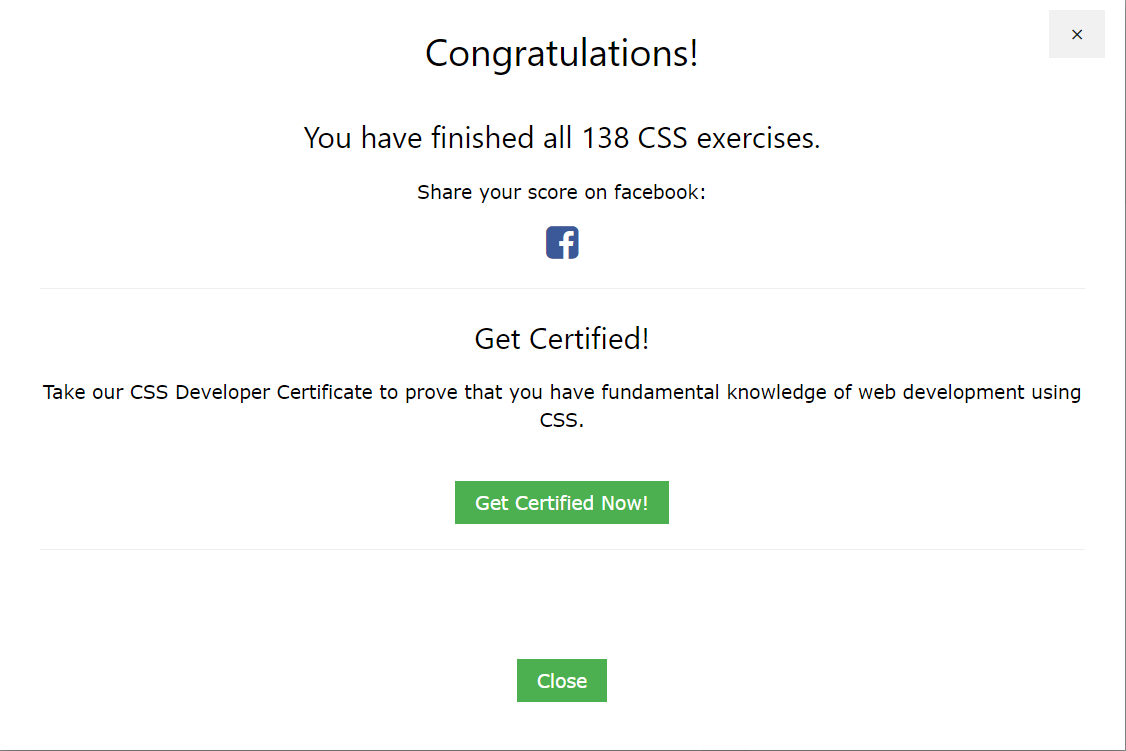 ×
Congratulations!
You have finished all 138 CSS exercises.
Share your score on facebook:
Get Certified!
Take our CSS Developer Certificate to prove that you have fundamental knowledge of web development using
CSS.
Get Certified Now!
Close